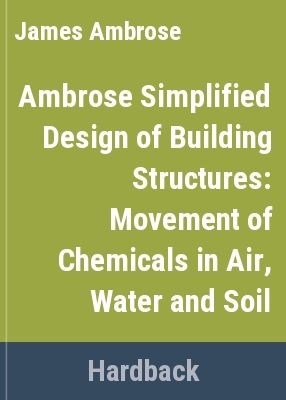 James Ambrose
Ambrose Simplified
Design of Building
Structures:
Movement of
Chemicals in Air,
Water and Soil
Hardback